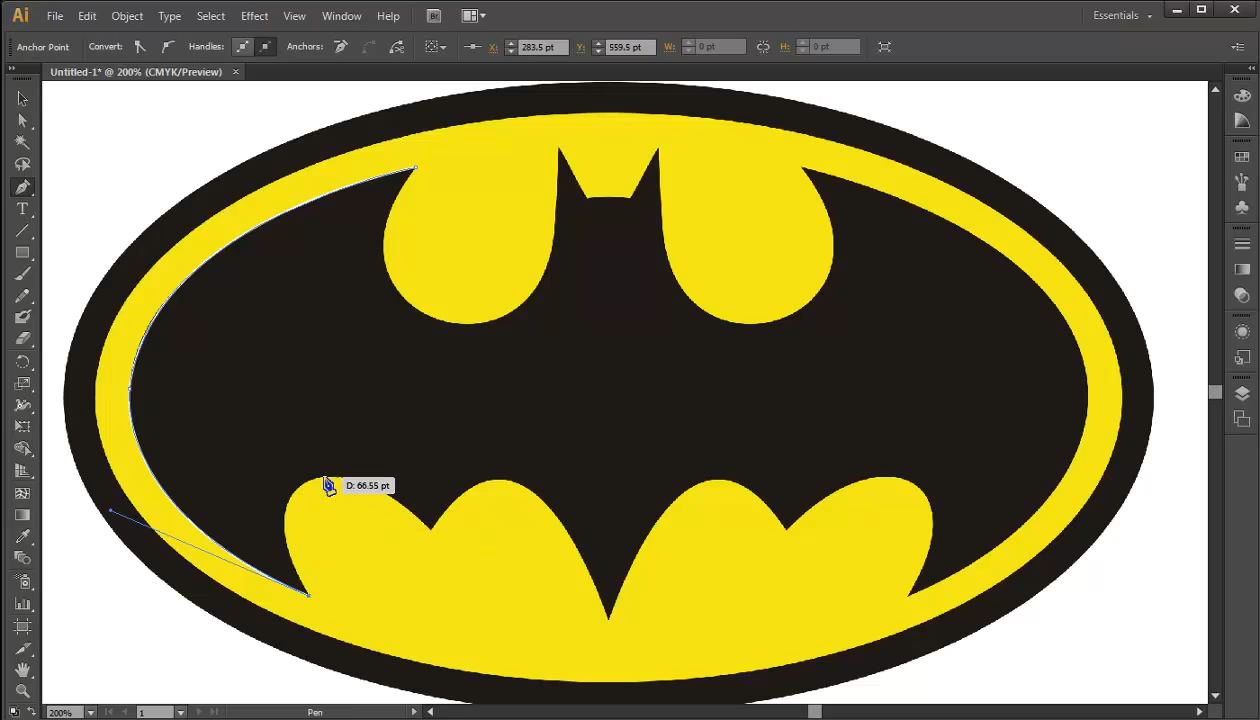 Ai File Edit Object Type Select Effect View Window Help Br Essentials
Anchor Point Convert: Handles: Anchors: X: 283.5 pt Y: 559.5 pt W: 0 pt H: 0 pt
Untitled-1* @ 200% (CMYK/Preview) ×
T
D: 66.55 pt
200% 1 Pen